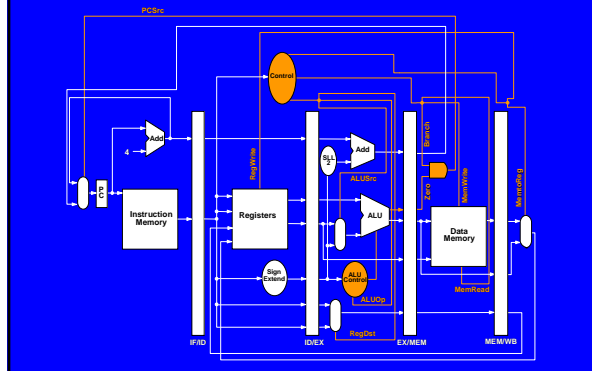 PCSrc
Control
Add
4
P
C
Instruction
Memory
RegWrite
Registers
Sign
Extend
SLL
2
Add
ALUSrc
ALU
ALU
Control
ALUOp
RegDst
Branch
Zero
MemWrite
Data
Memory
MemRead
MemtoReg
IF/ID
ID/EX
EX/MEM
MEM/WB